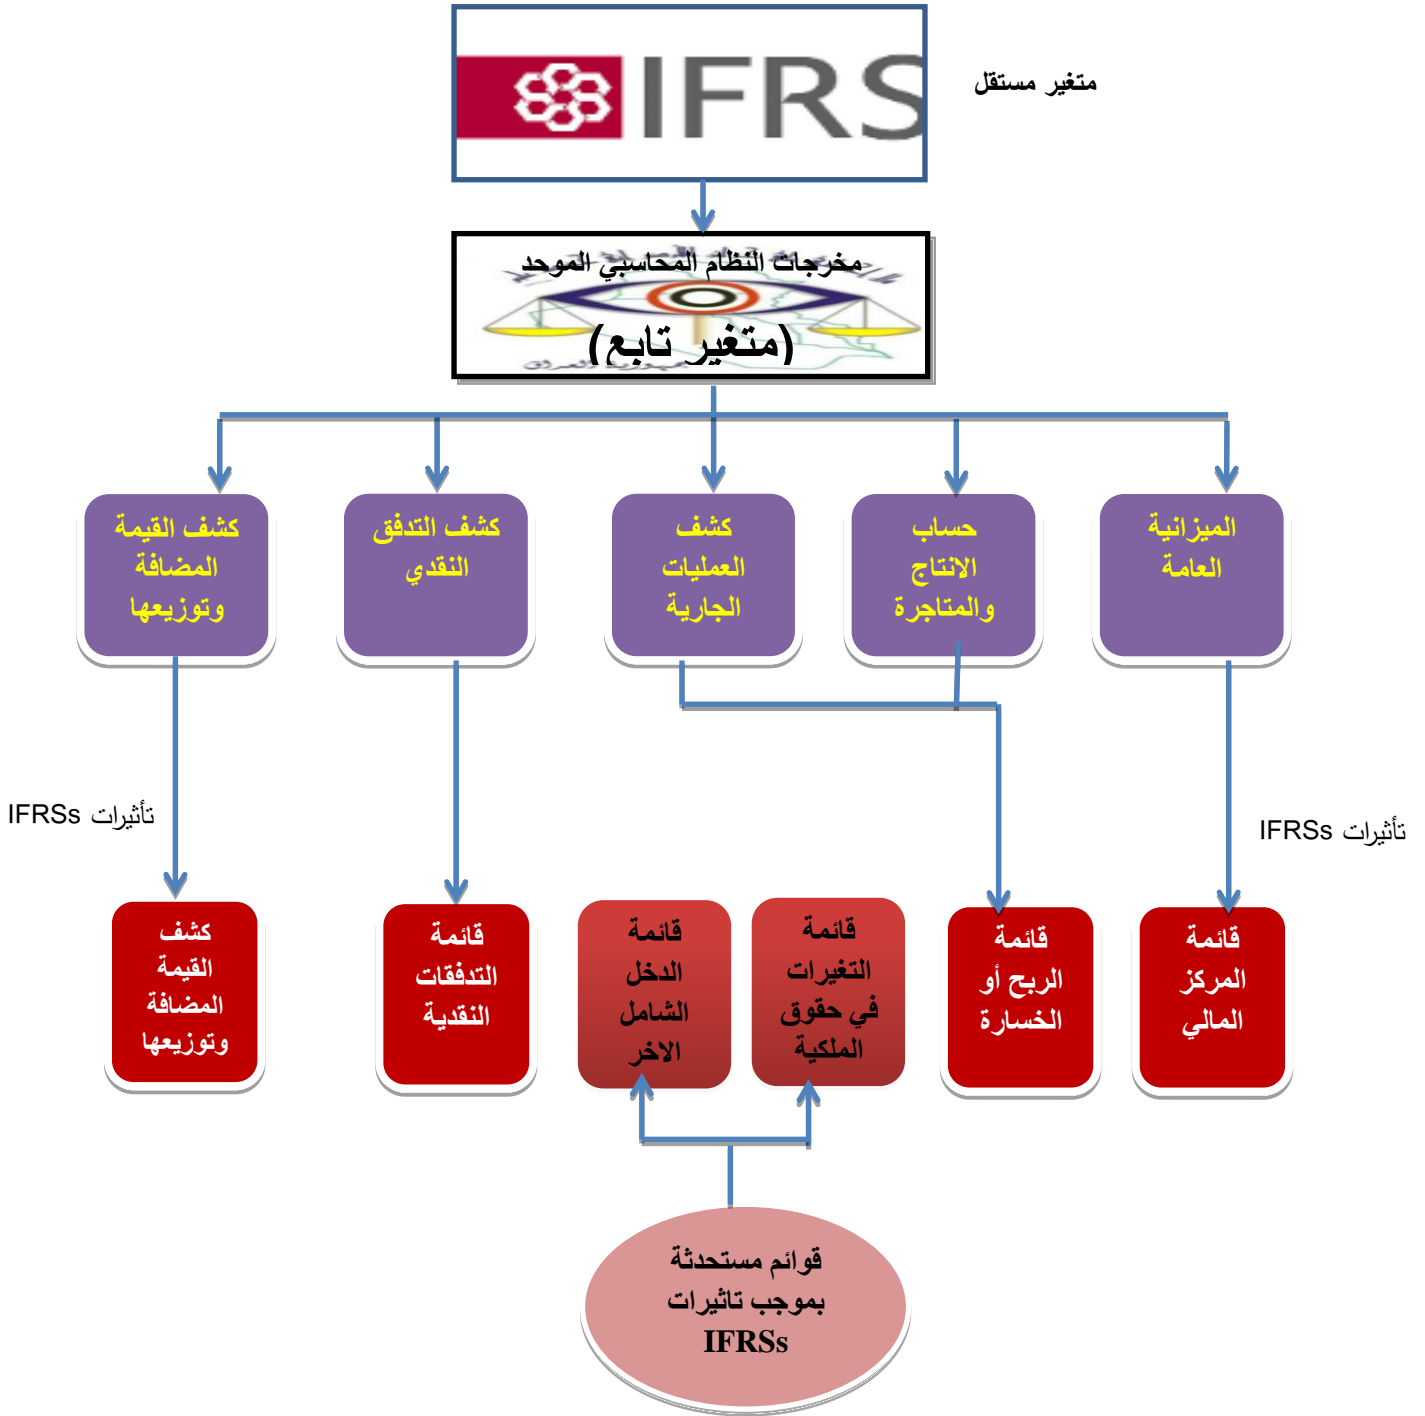 IFRS
متغير مستقل
مخرجات النظام المحاسبي الموحد
(متغير تابع)
جمهورية العراق
الميزانية
العامة
حساب
الانتاج
والمتاجرة
كشف
العمليات
الجارية
كشف التدفق
النقدي
كشف القيمة
المضافة
وتوزيعها
تأثيرات IFRSs
تأثيرات IFRSs
قائمة
المركز
المالي
قائمة
الربح أو
الخسارة
قائمة
التغيرات
في حقوق
الملكية
قائمة
الدخل
الشامل
الاخر
قائمة
التدفقات
النقدية
كشف
القيمة
المضافة
وتوزيعها
قوائم مستحدثة
بموجب تاثيرات
IFRSs